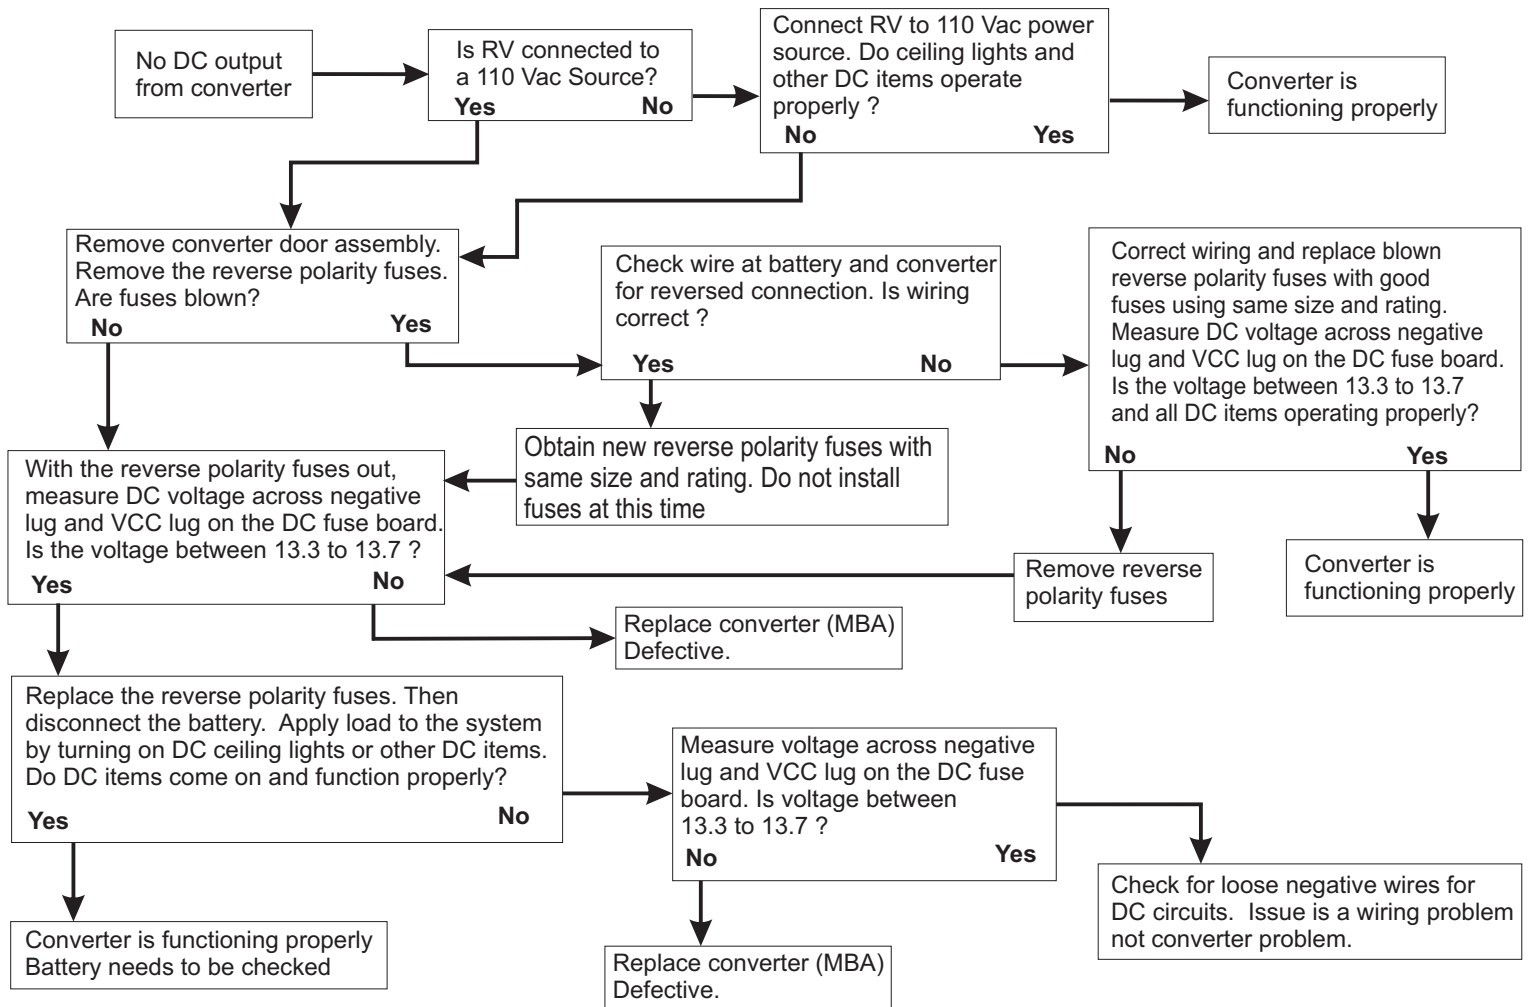 No DC output
from converter
Is RV connected to
a 110 Vac Source?
Yes No
Connect RV to 110 Vac power
source. Do ceiling lights and
other DC items operate
properly ?
No Yes
Converter is
functioning properly
Remove converter door assembly.
Remove the reverse polarity fuses.
Are fuses blown?
No Yes
Check wire at battery and converter
for reversed connection. Is wiring
correct ?
Yes No
Correct wiring and replace blown
reverse polarity fuses with good
fuses using same size and rating.
Measure DC voltage across negative
lug and VCC lug on the DC fuse board.
Is the voltage between 13.3 to 13.7
and all DC items operating properly?
No Yes
Obtain new reverse polarity fuses with
same size and rating. Do not install
fuses at this time
With the reverse polarity fuses out,
measure DC voltage across negative
lug and VCC lug on the DC fuse board.
Is the voltage between 13.3 to 13.7 ?
Yes No
Remove reverse
polarity fuses
Converter is
functioning properly
Replace converter (MBA)
Defective.
Replace the reverse polarity fuses. Then
disconnect the battery. Apply load to the system
by turning on DC ceiling lights or other DC items.
Do DC items come on and function properly?
Yes No
Measure voltage across negative
lug and VCC lug on the DC fuse
board. Is voltage between
13.3 to 13.7 ?
No Yes
Check for loose negative wires for
DC circuits. Issue is a wiring problem
not converter problem.
Converter is functioning properly
Battery needs to be checked
Replace converter (MBA)
Defective.